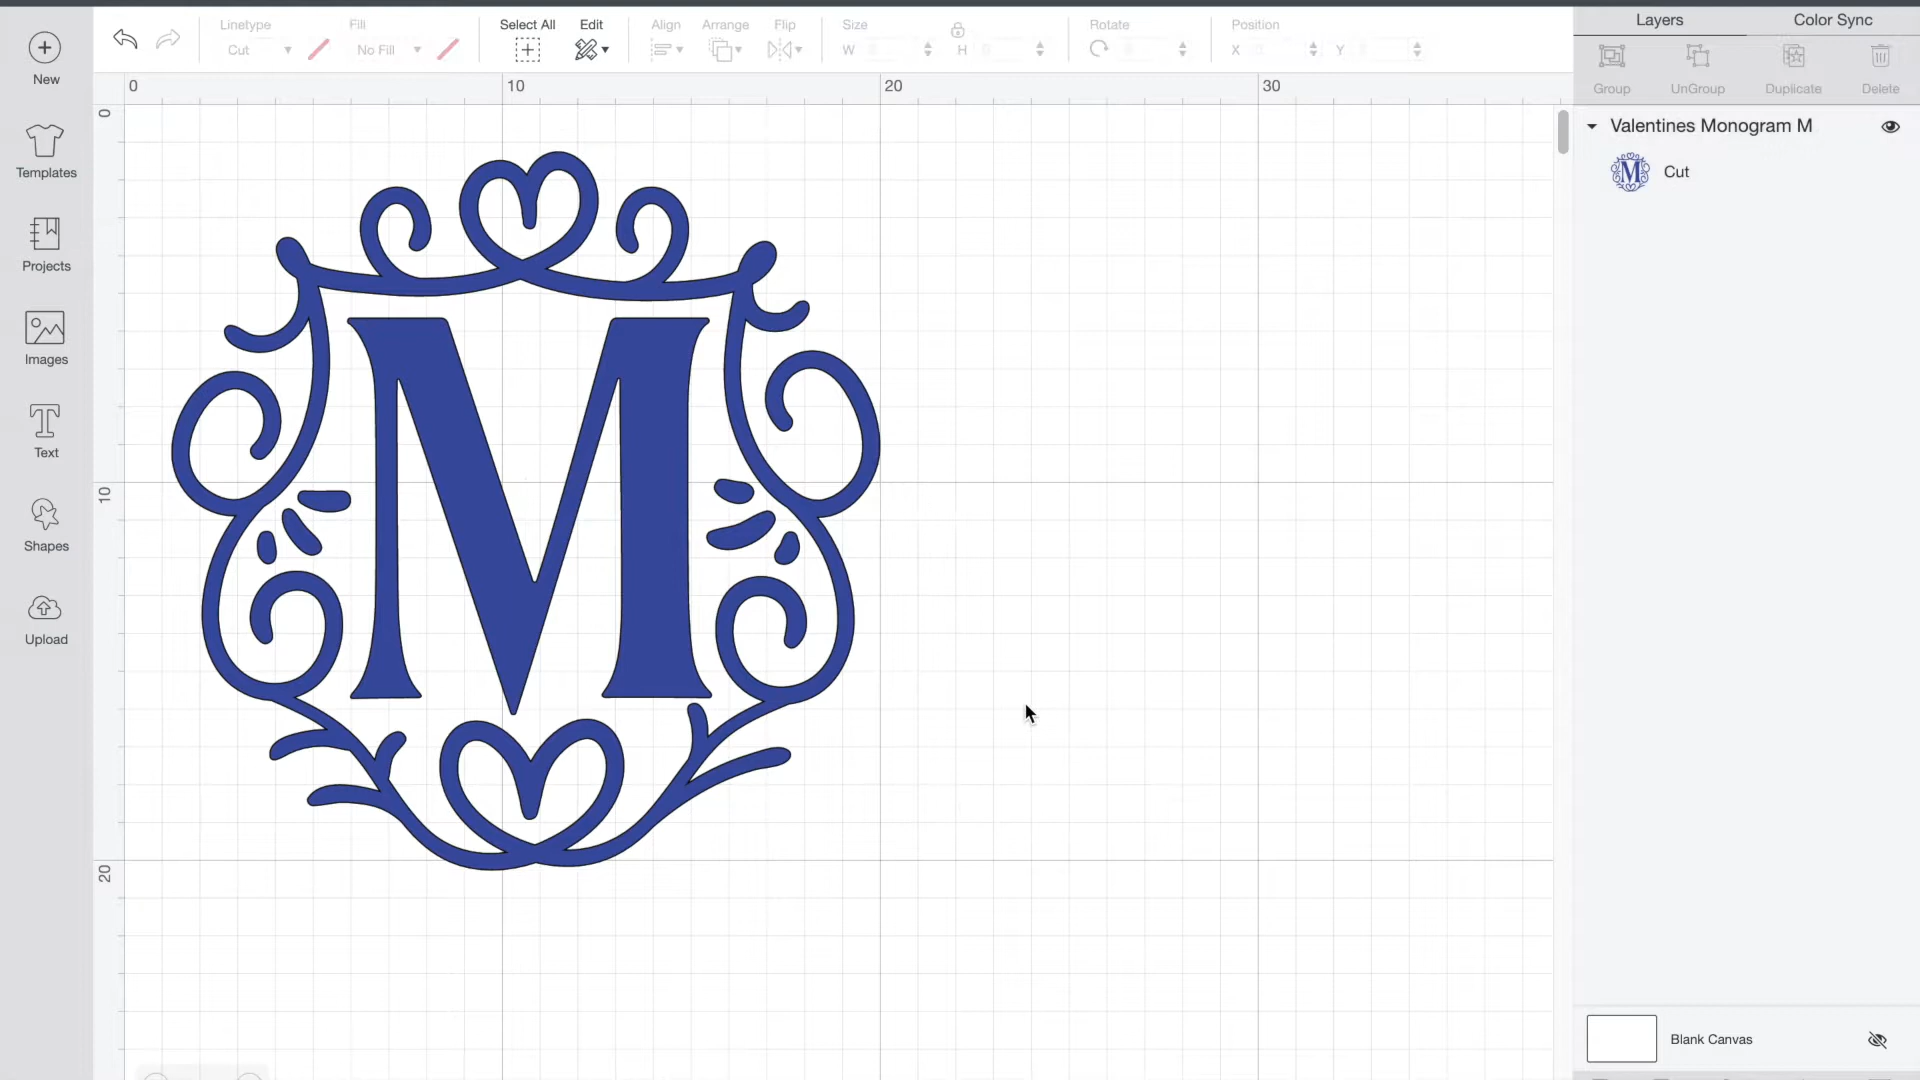 Linetype
Fill
Select All
Edit
Align
Arrange
Flip
Size
Rotate
Position
Layers
Color Sync
Cut
No Fill
W
H
X
Y
New
Group
UnGroup
Duplicate
Delete
0
10
20
30
0
10
20
Templates
Projects
Images
Text
Shapes
Upload
M
Valentines Monogram M
Cut
Blank Canvas